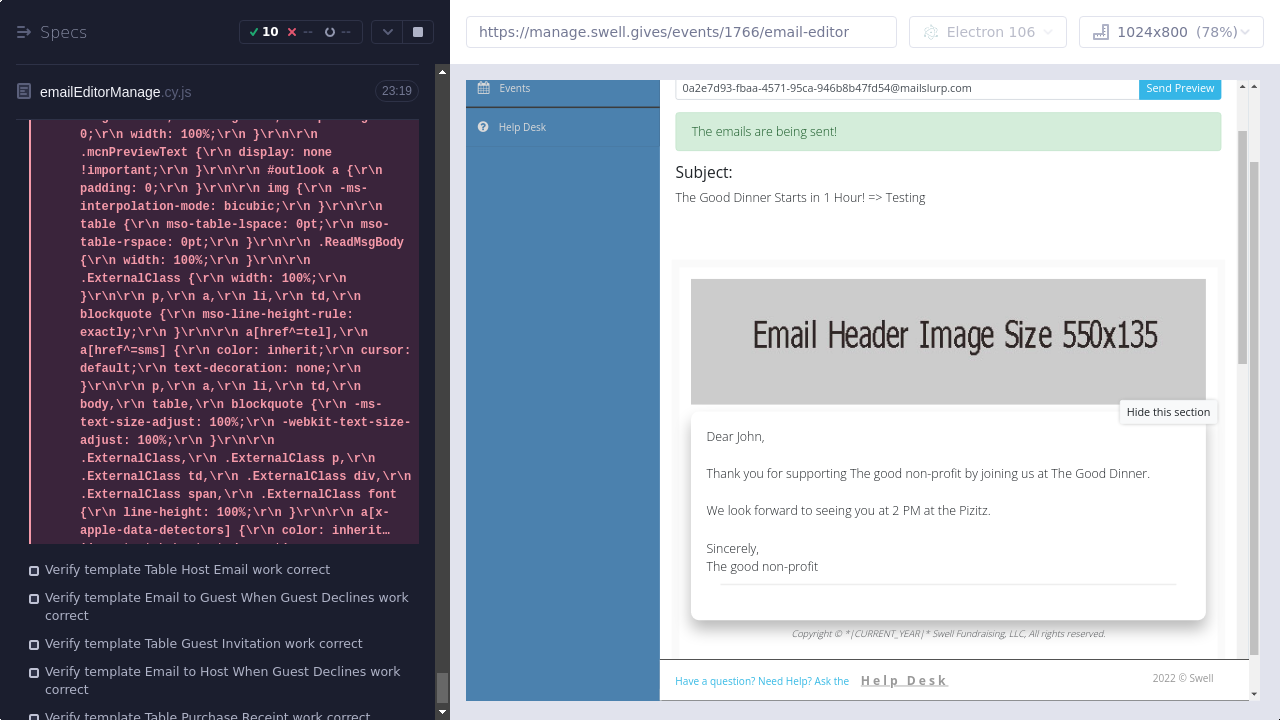 Specs
10
--
--
emailEditorManage.cy.js
23:19
0;\r\n width: 100%;\r\n }\r\n\r\n
.mcnPreviewText {\r\n display: none
!important;\r\n }\r\n\r\n #outlook a {\r\n
padding: 0;\r\n }\r\n\r\n img {\r\n -ms-
interpolation-mode: bicubic;\r\n }\r\n\r\n
table {\r\n mso-table-lspace: 0pt;\r\n mso-
table-rspace: 0pt;\r\n }\r\n\r\n .ReadMsgBody
{\r\n width: 100%;\r\n }\r\n\r\n
.ExternalClass {\r\n width: 100%;\r\n
}\r\n\r\n p,\r\n a,\r\n li,\r\n td,\r\n
blockquote {\r\n mso-line-height-rule:
exactly;\r\n }\r\n\r\n a[href^=tel],\r\n
a[href^=sms] {\r\n color: inherit;\r\n cursor:
default;\r\n text-decoration: none;\r\n
}\r\n\r\n p,\r\n a,\r\n li,\r\n td,\r\n
body,\r\n table,\r\n blockquote {\r\n -ms-
text-size-adjust: 100%;\r\n -webkit-text-size-
adjust: 100%;\r\n }\r\n\r\n
.ExternalClass,\r\n .ExternalClass p,\r\n
.ExternalClass td,\r\n .ExternalClass div,\r\n
.ExternalClass span,\r\n .ExternalClass font
{\r\n line-height: 100%;\r\n }\r\n\r\n a[x-
apple-data-detectors] {\r\n color: inherit…
Verify template Table Host Email work correct
Verify template Email to Guest When Guest Declines work
correct
Verify template Table Guest Invitation work correct
Verify template Email to Host When Guest Declines work
correct
Verify template Table Purchase Receipt work correct
https://manage.swell.gives/events/1766/email-editor
Electron 106
1024x800 (78%)
Events
Help Desk
0a2e7d93-fbaa-4571-95ca-946b8b47fd54@mailslurp.com
Send Preview
The emails are being sent!
Subject:
The Good Dinner Starts in 1 Hour! => Testing
Email Header Image Size 550x135
Hide this section
Dear John,
Thank you for supporting The good non-profit by joining us at The Good Dinner.
We look forward to seeing you at 2 PM at the Pizitz.
Sincerely,
The good non-profit
Copyright © *|CURRENT_YEAR|* Swell Fundraising, LLC, All rights reserved.
Have a question? Need Help? Ask the Help Desk
2022 © Swell